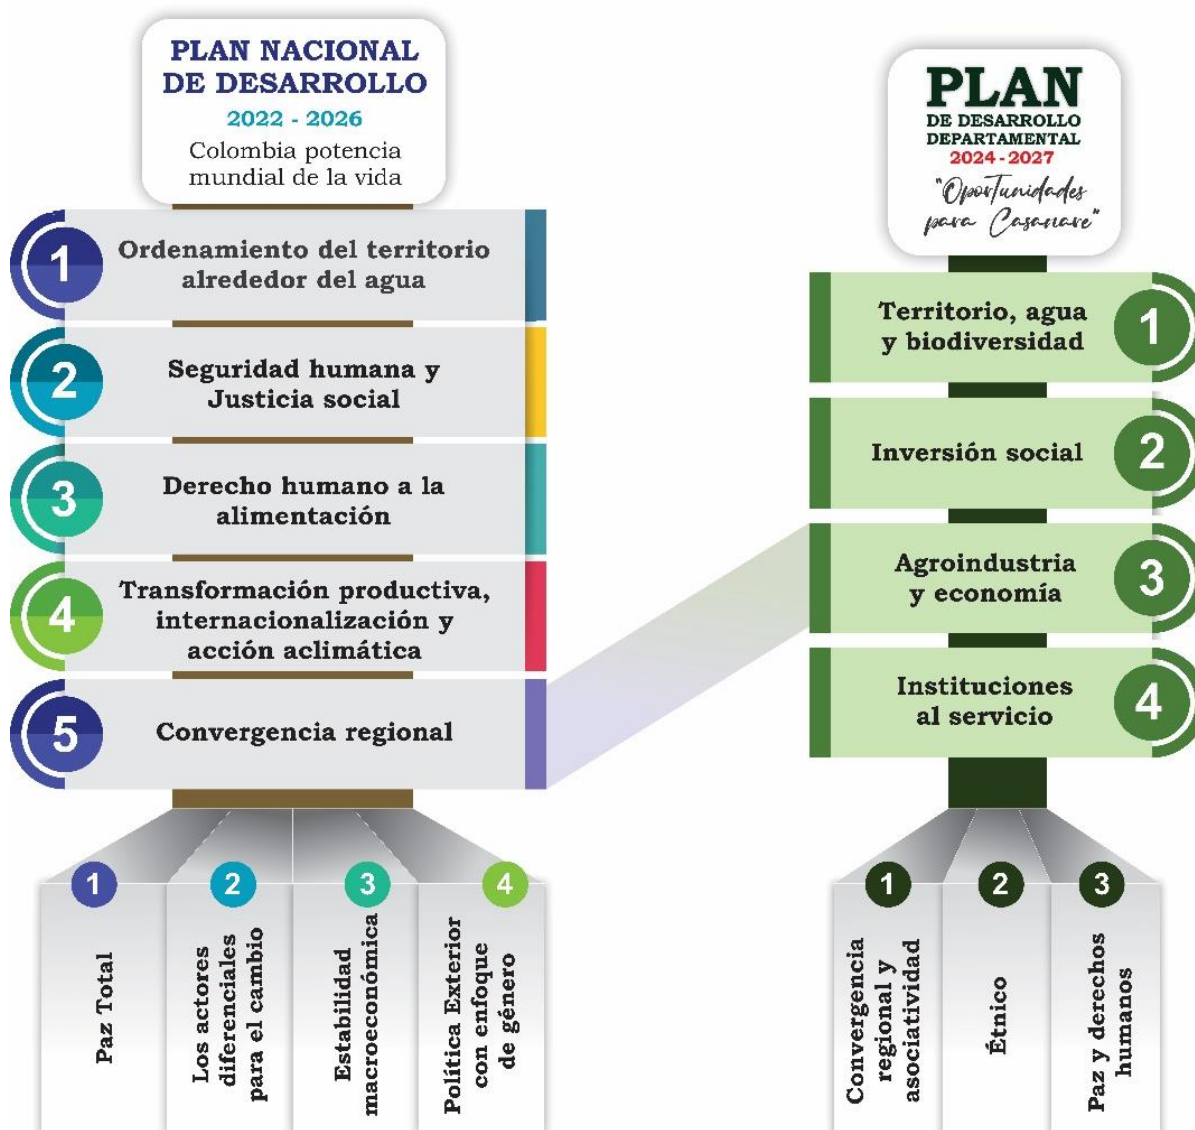 PLAN NACIONAL
DE DESARROLLO
2022 - 2026
Colombia potencia
mundial de la vida
1
Ordenamiento del territorio
alrededor del agua
2
Seguridad humana y
Justicia social
3
Derecho humano a la
alimentación
4
Transformación productiva,
internacionalización y
acción aclimática
5
Convergencia regional
1
Paz Total
2
Los actores
diferenciales
para el cambio
3
Estabilidad
macroeconómica
4
Política Exterior
con enfoque
de género
PLAN
DE DESARROLLO
DEPARTAMENTAL
2024 - 2027
"Oportunidades
para Casanare"
Territorio, agua
y biodiversidad
1
Inversión social
2
Agroindustria
y economía
3
Instituciones
al servicio
4
1
Convergencia
regional y
asociatividad
2
Étnico
3
Paz y derechos
humanos